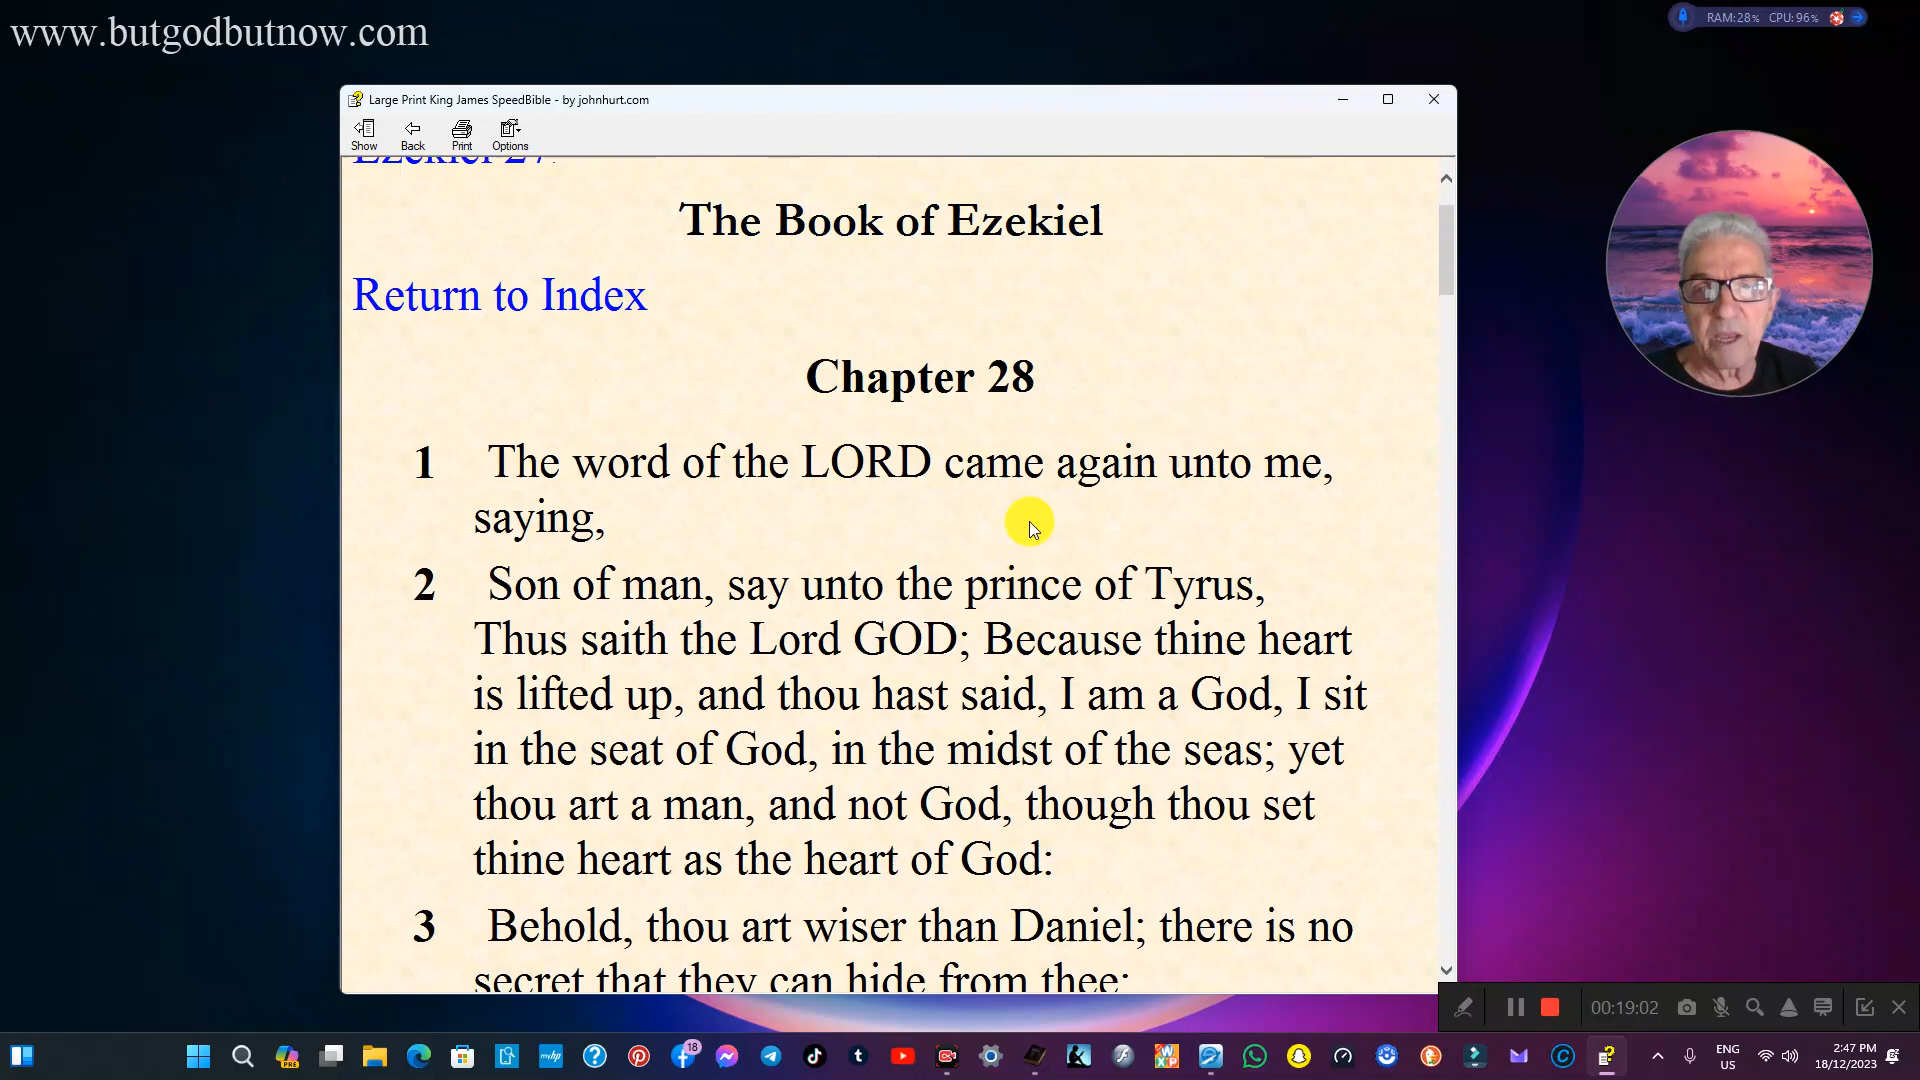 www.butgodbutnow.com
RAM:28% CPU:96%
Large Print King James SpeedBible - by johnhurt.com
Show Back Print Options
Ezekiel 27.
The Book of Ezekiel
Return to Index
Chapter 28
1 The word of the LORD came again unto me,
saying,
2 Son of man, say unto the prince of Tyrus,
Thus saith the Lord GOD; Because thine heart
is lifted up, and thou hast said, I am a God, I sit
in the seat of God, in the midst of the seas; yet
thou art a man, and not God, though thou set
thine heart as the heart of God:
3 Behold, thou art wiser than Daniel; there is no
secret that they can hide from thee:
00:19:02
PRE
myhp
18
ENG
US
2:47 PM
18/12/2023